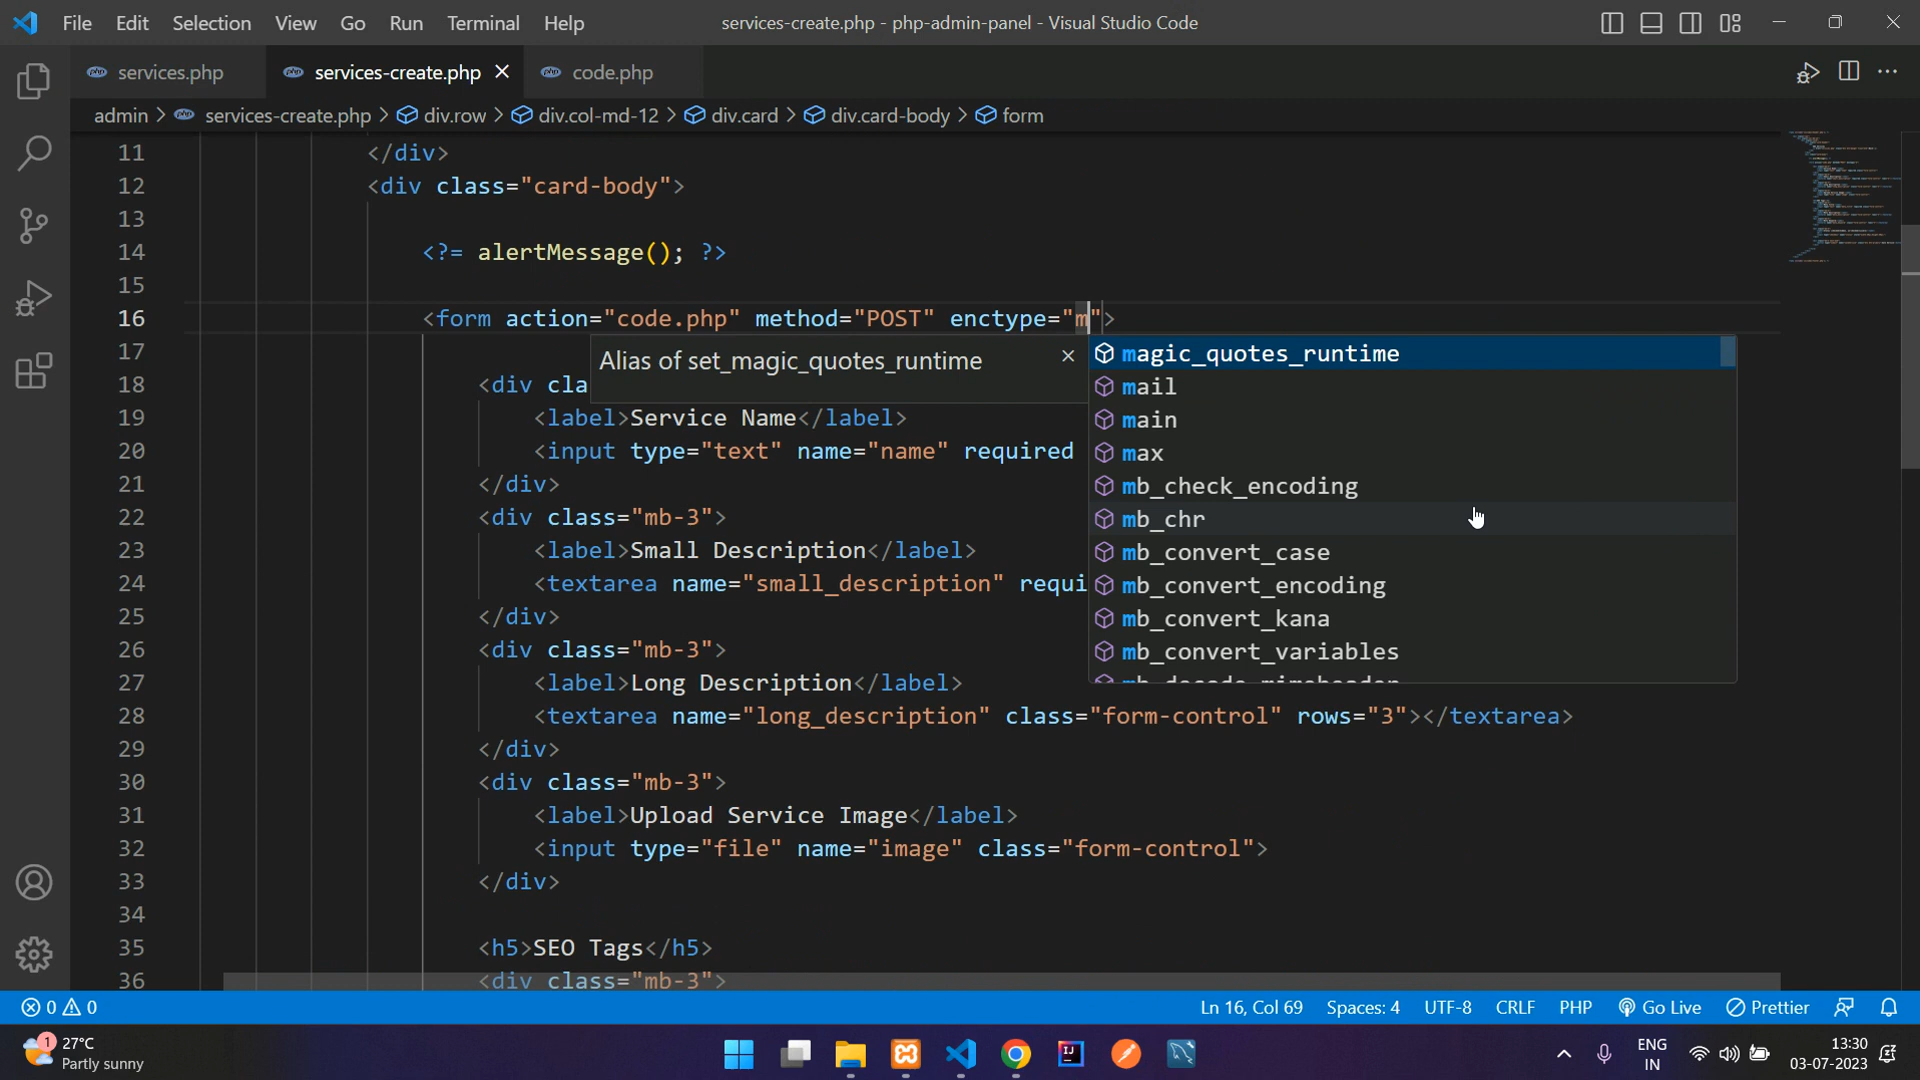 File Edit Selection View Go Run Terminal Help services-create.php - php-admin-panel - Visual Studio Code
services.php services-create.php code.php
admin > services-create.php > div.row > div.col-md-12 > div.card > div.card-body > form
11 </div>
12 <div class="card-body">
13
14 <?= alertMessage(); ?>
15
16 <form action="code.php" method="POST" enctype="m">
17
Alias of set_magic_quotes_runtime
magic_quotes_runtime
mail
main
max
mb_check_encoding
mb_chr
mb_convert_case
mb_convert_encoding
mb_convert_kana
mb_convert_variables
mb_decode_mimeheader
18 <div cla
19 <label>Service Name</label>
20 <input type="text" name="name" required
21 </div>
22 <div class="mb-3">
23 <label>Small Description</label>
24 <textarea name="small_description" requi
25 </div>
26 <div class="mb-3">
27 <label>Long Description</label>
28 <textarea name="long_description" class="form-control" rows="3"></textarea>
29 </div>
30 <div class="mb-3">
31 <label>Upload Service Image</label>
32 <input type="file" name="image" class="form-control">
33 </div>
34
35 <h5>SEO Tags</h5>
36 <div class="mb-3">
0 0 Ln 16, Col 69 Spaces: 4 UTF-8 CRLF PHP Go Live Prettier
1 27°C
Partly sunny
ENG
IN
13:30
03-07-2023